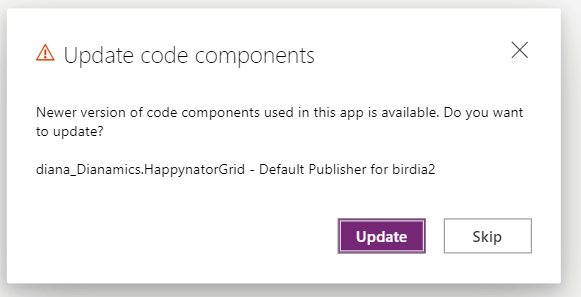 Update code components
Newer version of code components used in this app is available. Do you want
to update?
diana_Dianamics.HappynatorGrid - Default Publisher for birdia2
Update
Skip